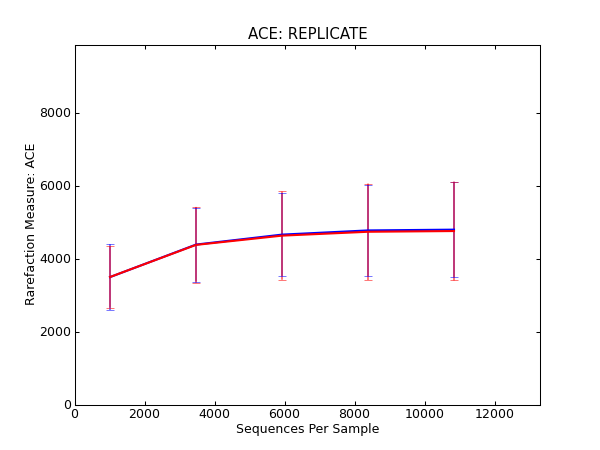 ACE: REPLICATE
Rarefaction Measure: ACE
8000
6000
4000
2000
0
0 2000 4000 6000 8000 10000 12000
Sequences Per Sample